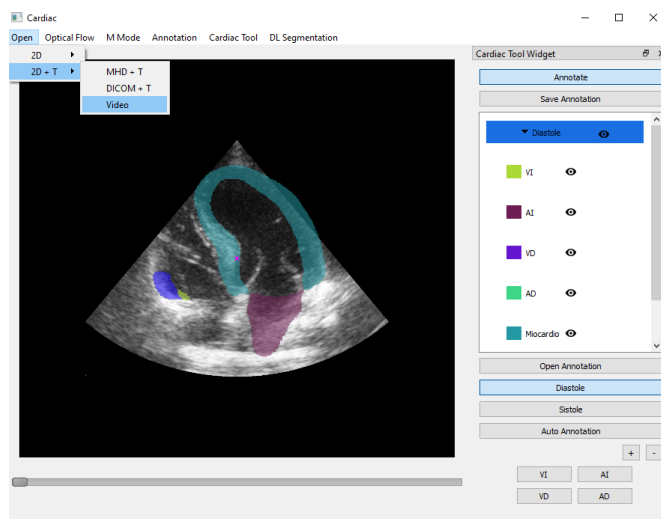 Cardiac
Open Optical Flow M Mode Annotation Cardiac Tool DL Segmentation
2D
2D + T
MHD + T
DICOM + T
Video
Cardiac Tool Widget
Annotate
Save Annotation
Diastole
VI
AI
VD
AD
Miocardio
Open Annotation
Diastole
Sistole
Auto Annotation
+ -
VI AI
VD AD